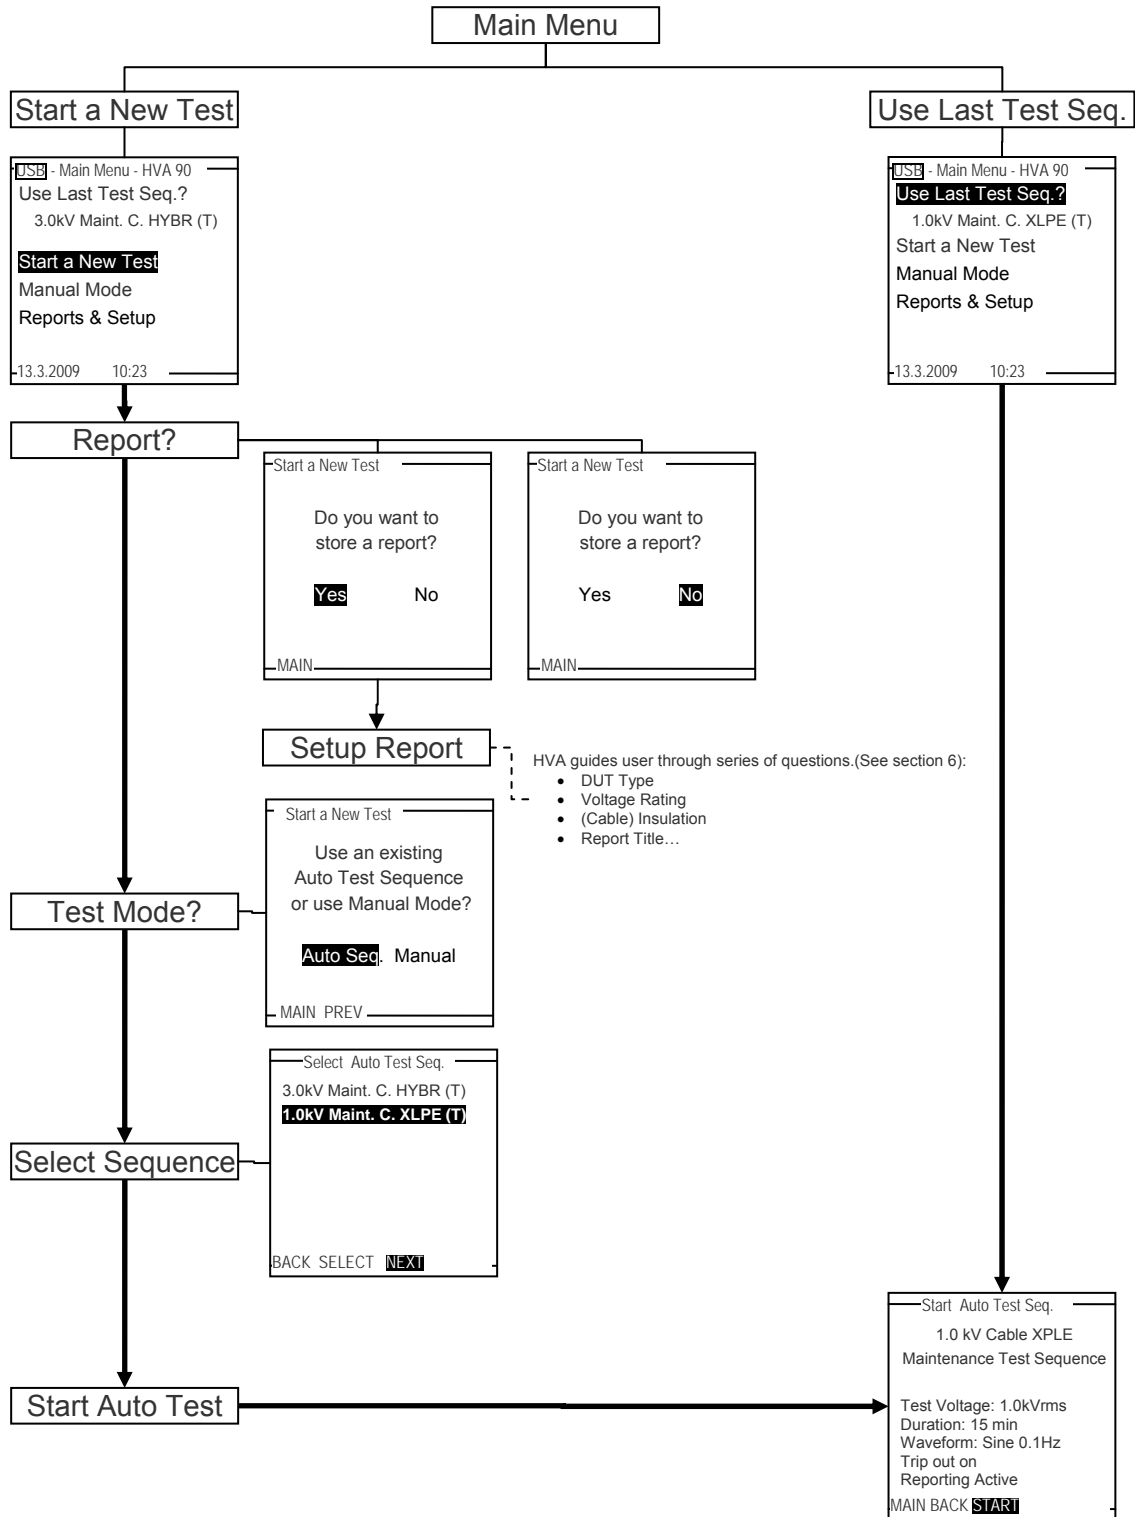 Main Menu
Start a New Test
USB - Main Menu - HVA 90
Use Last Test Seq.?
3.0kV Maint. C. HYBR (T)
Start a New Test
Manual Mode
Reports & Setup
13.3.2009 10:23
Use Last Test Seq.
USB - Main Menu - HVA 90
Use Last Test Seq.?
1.0kV Maint. C. XLPE (T)
Start a New Test
Manual Mode
Reports & Setup
13.3.2009 10:23
Report?
Start a New Test
Do you want to
store a report?
Yes No
MAIN
Start a New Test
Do you want to
store a report?
Yes No
MAIN
Setup Report
HVA guides user through series of questions.(See section 6):
• DUT Type
• Voltage Rating
• (Cable) Insulation
• Report Title…
Test Mode?
Start a New Test
Use an existing
Auto Test Sequence
or use Manual Mode?
Auto Seq. Manual
MAIN PREV
Select Sequence
Select Auto Test Seq.
3.0kV Maint. C. HYBR (T)
1.0kV Maint. C. XLPE (T)
BACK SELECT NEXT
Start Auto Test
Start Auto Test Seq.
1.0 kV Cable XPLE
Maintenance Test Sequence
Test Voltage: 1.0kVrms
Duration: 15 min
Waveform: Sine 0.1Hz
Trip out on
Reporting Active
MAIN BACK START